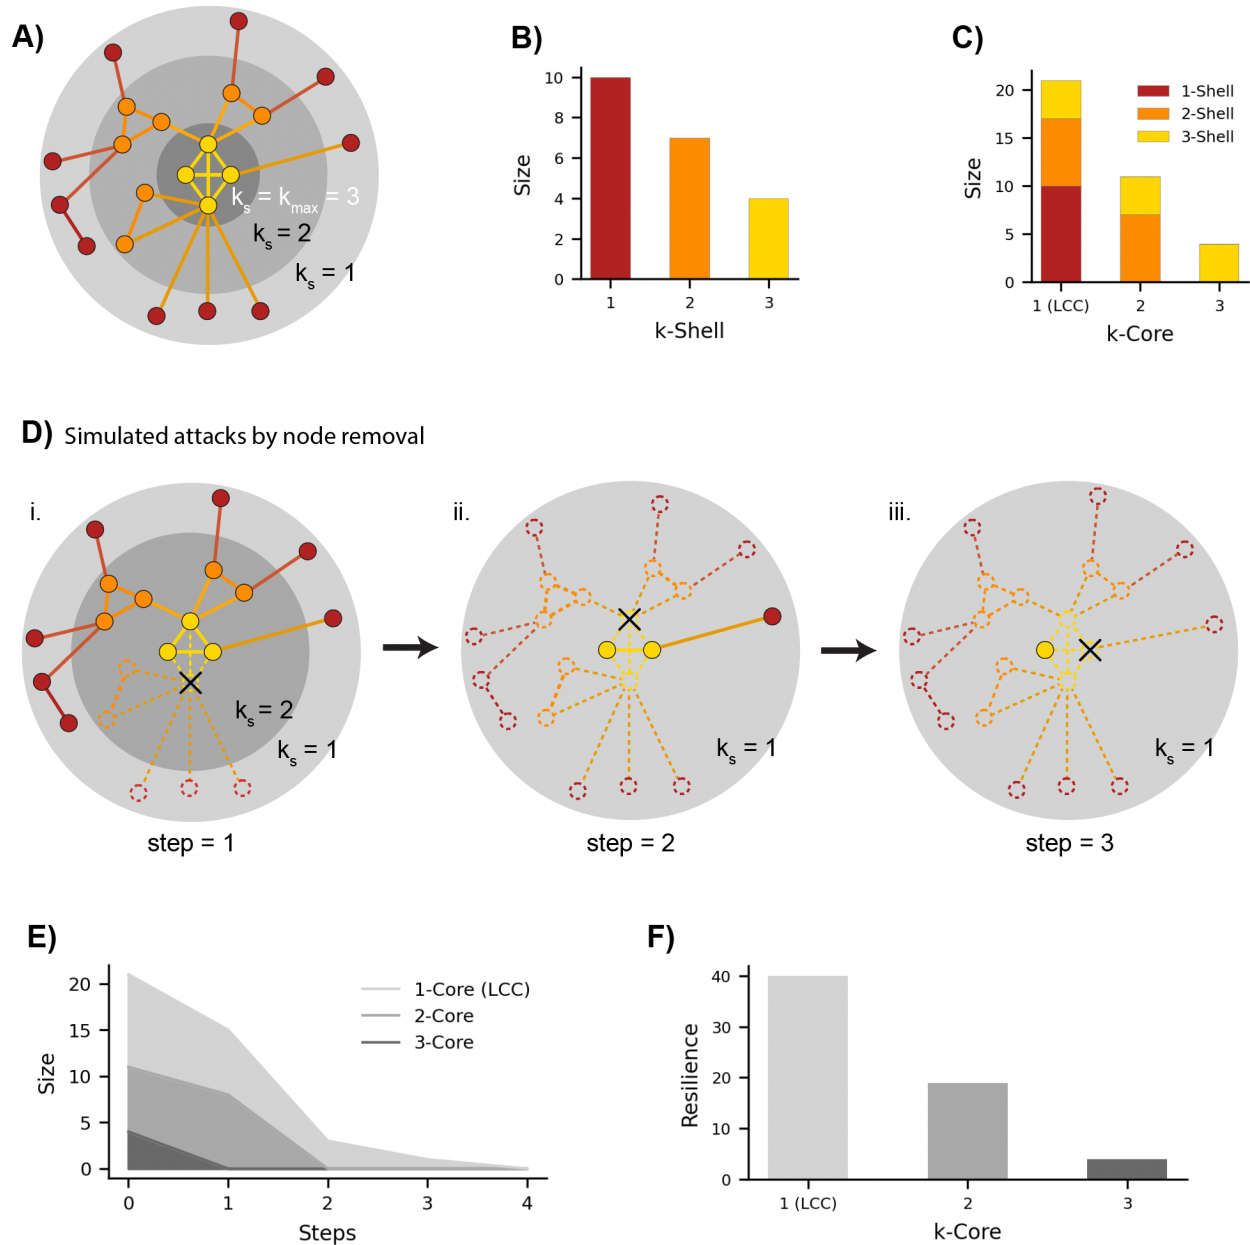 A)
k_s = k_max = 3
k_s = 2
k_s = 1
B)
Size
10
8
6
4
2
0
1
2
3
k-Shell
C)
Size
20
15
10
5
0
1-Shell
2-Shell
3-Shell
1 (LCC)
2
3
k-Core
D) Simulated attacks by node removal
i.
k_s = 2
k_s = 1
step = 1
ii.
k_s = 1
step = 2
iii.
k_s = 1
step = 3
E)
Size
20
15
10
5
0
1-Core (LCC)
2-Core
3-Core
0
1
2
3
4
Steps
F)
Resilience
40
30
20
10
0
1 (LCC)
2
3
k-Core